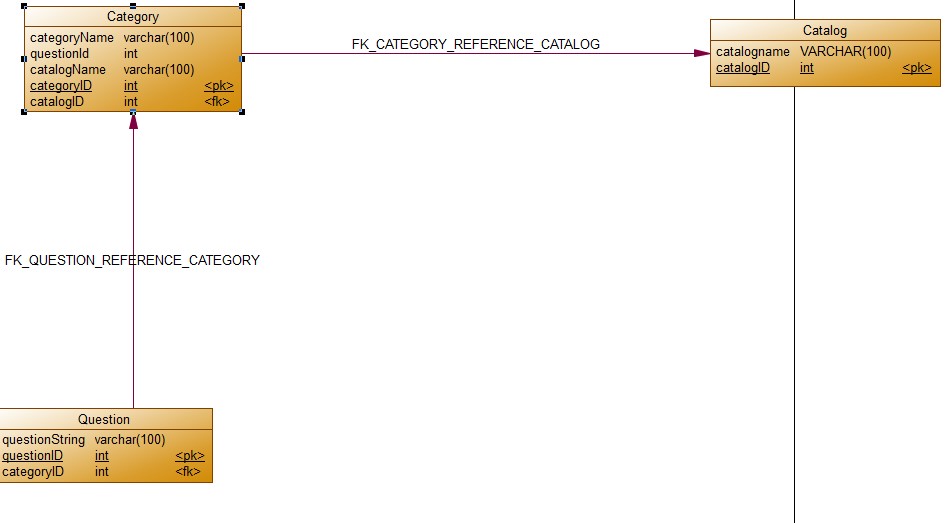 Category
categoryName varchar(100)
questionId int
catalogName varchar(100)
categoryID int <pk>
catalogID int <fk>
FK_CATEGORY_REFERENCE_CATALOG
Catalog
catalogname VARCHAR(100)
catalogID int <pk>
FK_QUESTION_REFERENCE_CATEGORY
Question
questionString varchar(100)
questionID int <pk>
categoryID int <fk>